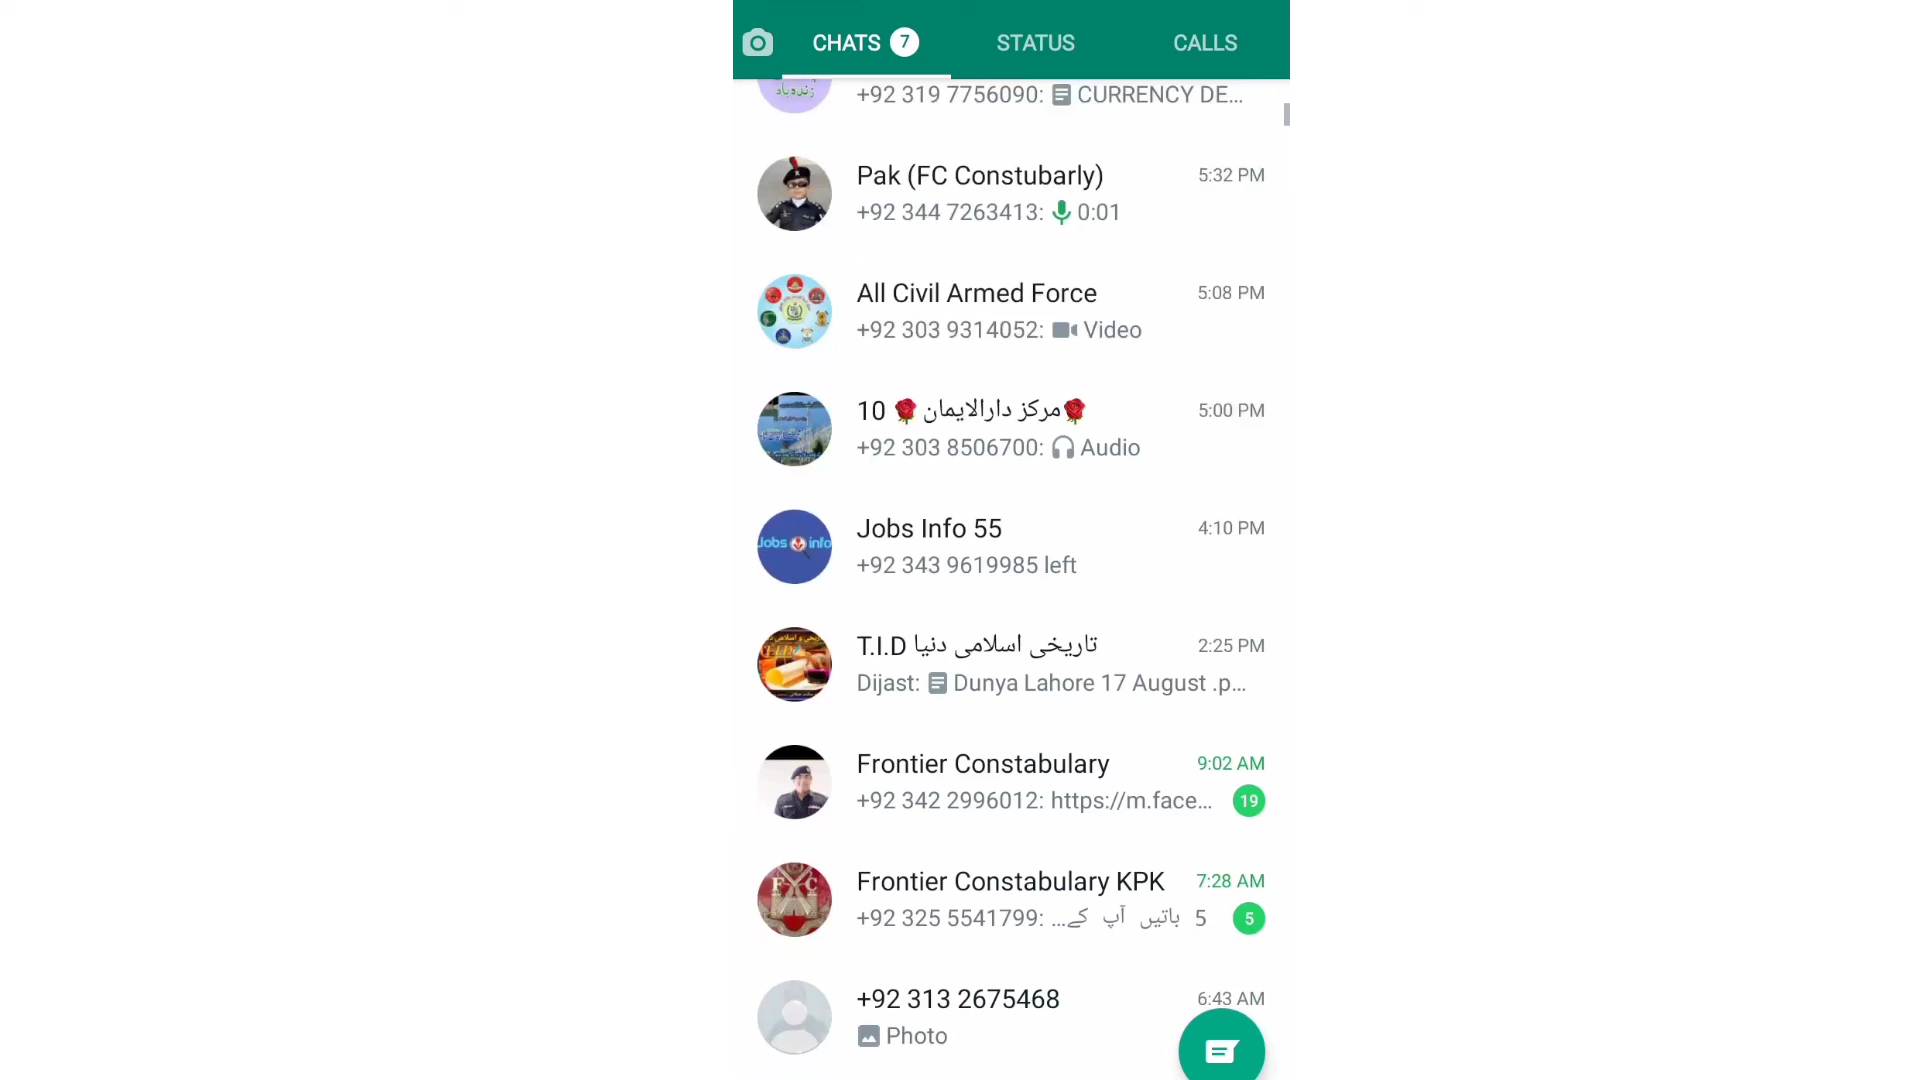 CHATS 7 STATUS CALLS
زندہ باد
+92 319 7756090: CURRENCY DE...
Pak (FC Constubarly) 5:32 PM
+92 344 7263413: 0:01
All Civil Armed Force 5:08 PM
+92 303 9314052: Video
10 🌹 مرکز دارالایمان🌹 5:00 PM
+92 303 8506700: Audio
Jobs info
Jobs Info 55 4:10 PM
+92 343 9619985 left
T.I.D تاریخی اسلامی دنیا 2:25 PM
Dijast: Dunya Lahore 17 August .p...
Frontier Constabulary 9:02 AM
+92 342 2996012: https://m.face... 19
F C
Frontier Constabulary KPK 7:28 AM
+92 325 5541799: 5 باتیں آپ کے... 5
+92 313 2675468 6:43 AM
Photo